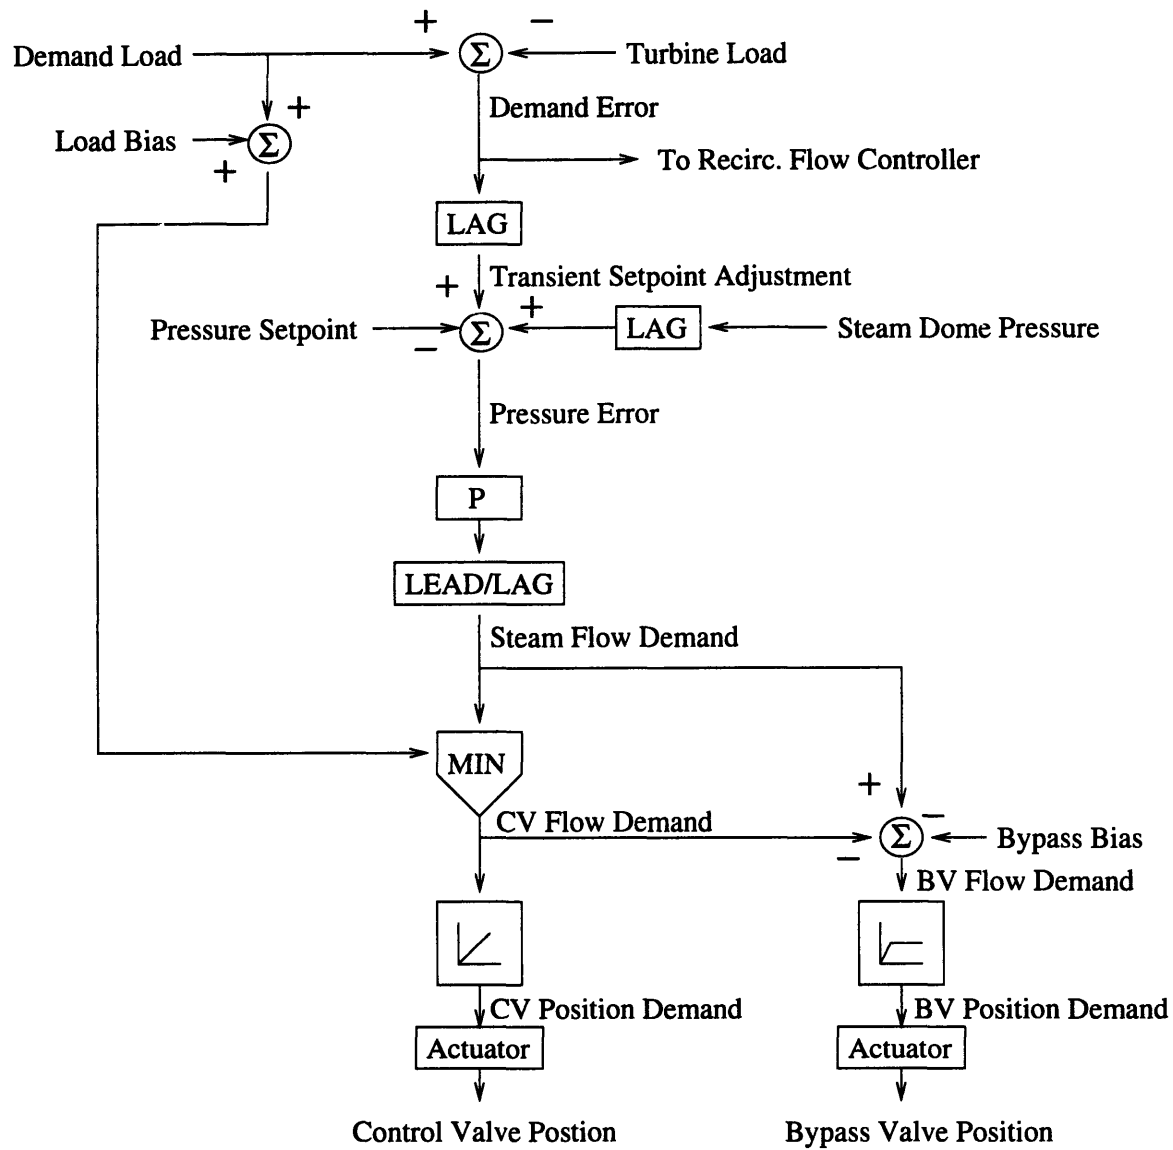 + −
Demand Load
Σ
Turbine Load
Demand Error
+
Load Bias
Σ
+
To Recirc. Flow Controller
LAG
Transient Setpoint Adjustment
+
+
Pressure Setpoint
Σ
LAG
Steam Dome Pressure
−
Pressure Error
P
LEAD/LAG
Steam Flow Demand
MIN
+
CV Flow Demand
−
Σ
Bypass Bias
−
BV Flow Demand
CV Position Demand
BV Position Demand
Actuator
Actuator
Control Valve Postion
Bypass Valve Position